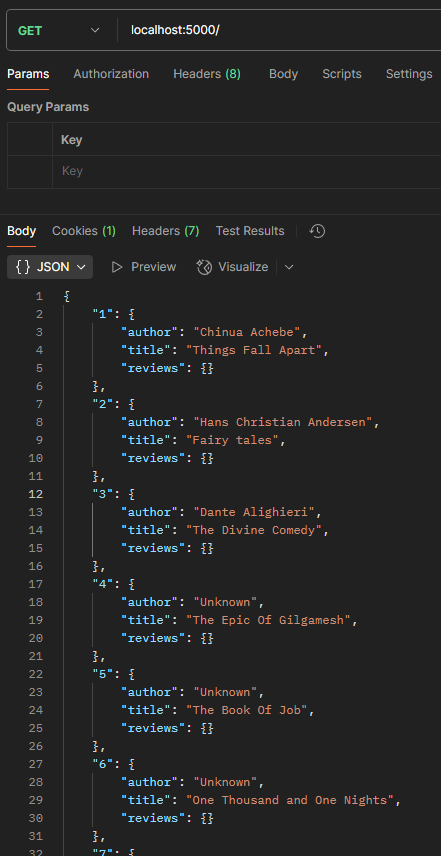 GET localhost:5000/
Params Authorization Headers (8) Body Scripts Settings
Query Params
Key
Key
Body Cookies (1) Headers (7) Test Results
{} JSON Preview Visualize
1 {
2 "1": {
3 "author": "Chinua Achebe",
4 "title": "Things Fall Apart",
5 "reviews": {}
6 },
7 "2": {
8 "author": "Hans Christian Andersen",
9 "title": "Fairy tales",
10 "reviews": {}
11 },
12 "3": {
13 "author": "Dante Alighieri",
14 "title": "The Divine Comedy",
15 "reviews": {}
16 },
17 "4": {
18 "author": "Unknown",
19 "title": "The Epic Of Gilgamesh",
20 "reviews": {}
21 },
22 "5": {
23 "author": "Unknown",
24 "title": "The Book Of Job",
25 "reviews": {}
26 },
27 "6": {
28 "author": "Unknown",
29 "title": "One Thousand and One Nights",
30 "reviews": {}
31 },
32 "7": {